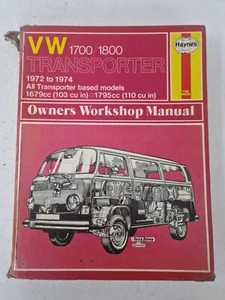 VW 1700 1800
TRANSPORTER
Haynes
1972 to 1974
All Transporter based models
1679cc (103 cu in) 1795cc (110 cu in)
Owners Workshop Manual